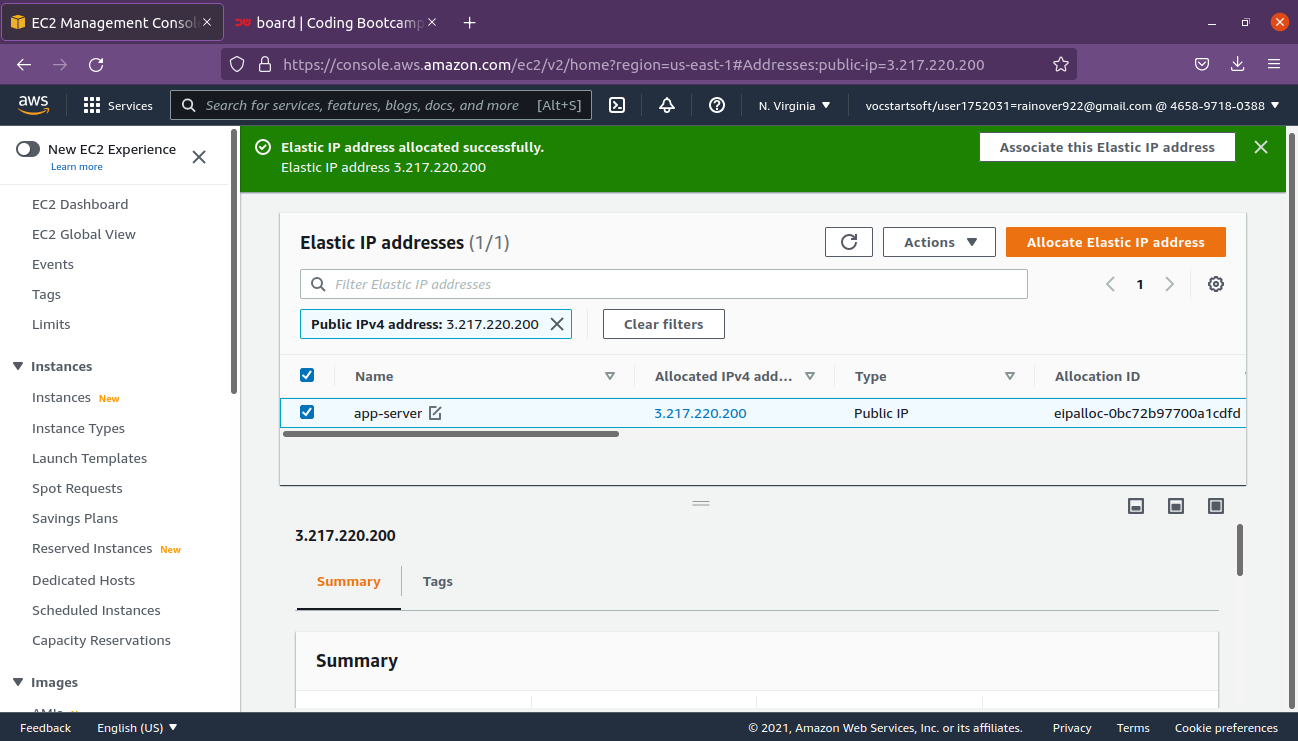 EC2 Management Consol
board | Coding Bootcamp
https://console.aws.amazon.com/ec2/v2/home?region=us-east-1#Addresses:public-ip=3.217.220.200
aws
Services
Search for services, features, blogs, docs, and more
[Alt+S]
N. Virginia
vocstartsoft/user1752031=rainover922@gmail.com @ 4658-9718-0388
New EC2 Experience
Learn more
EC2 Dashboard
EC2 Global View
Events
Tags
Limits
Instances
Instances New
Instance Types
Launch Templates
Spot Requests
Savings Plans
Reserved Instances New
Dedicated Hosts
Scheduled Instances
Capacity Reservations
Images
Elastic IP address allocated successfully.
Elastic IP address 3.217.220.200
Associate this Elastic IP address
Elastic IP addresses (1/1)
Actions
Allocate Elastic IP address
Filter Elastic IP addresses
1
Public IPv4 address: 3.217.220.200
Clear filters
Name
Allocated IPv4 add...
Type
Allocation ID
app-server
3.217.220.200
Public IP
eipalloc-0bc72b97700a1cdfd
3.217.220.200
Summary
Tags
Summary
Feedback
English (US)
© 2021, Amazon Web Services, Inc. or its affiliates.
Privacy
Terms
Cookie preferences